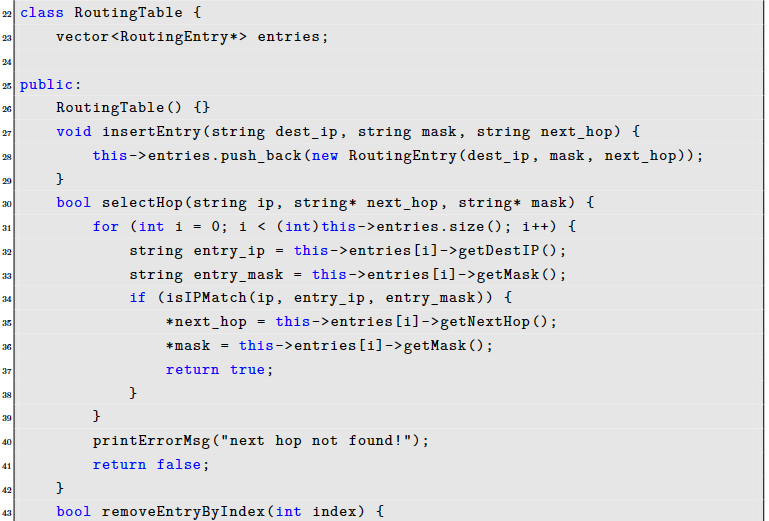 22 class RoutingTable {
23     vector<RoutingEntry*> entries;
24
25 public:
26     RoutingTable() {}
27     void insertEntry(string dest_ip, string mask, string next_hop) {
28         this->entries.push_back(new RoutingEntry(dest_ip, mask, next_hop));
29     }
30     bool selectHop(string ip, string* next_hop, string* mask) {
31         for (int i = 0; i < (int)this->entries.size(); i++) {
32             string entry_ip = this->entries[i]->getDestIP();
33             string entry_mask = this->entries[i]->getMask();
34             if (isIPMatch(ip, entry_ip, entry_mask)) {
35                 *next_hop = this->entries[i]->getNextHop();
36                 *mask = this->entries[i]->getMask();
37                 return true;
38             }
39         }
40         printErrorMsg("next hop not found!");
41         return false;
42     }
43     bool removeEntryByIndex(int index) {